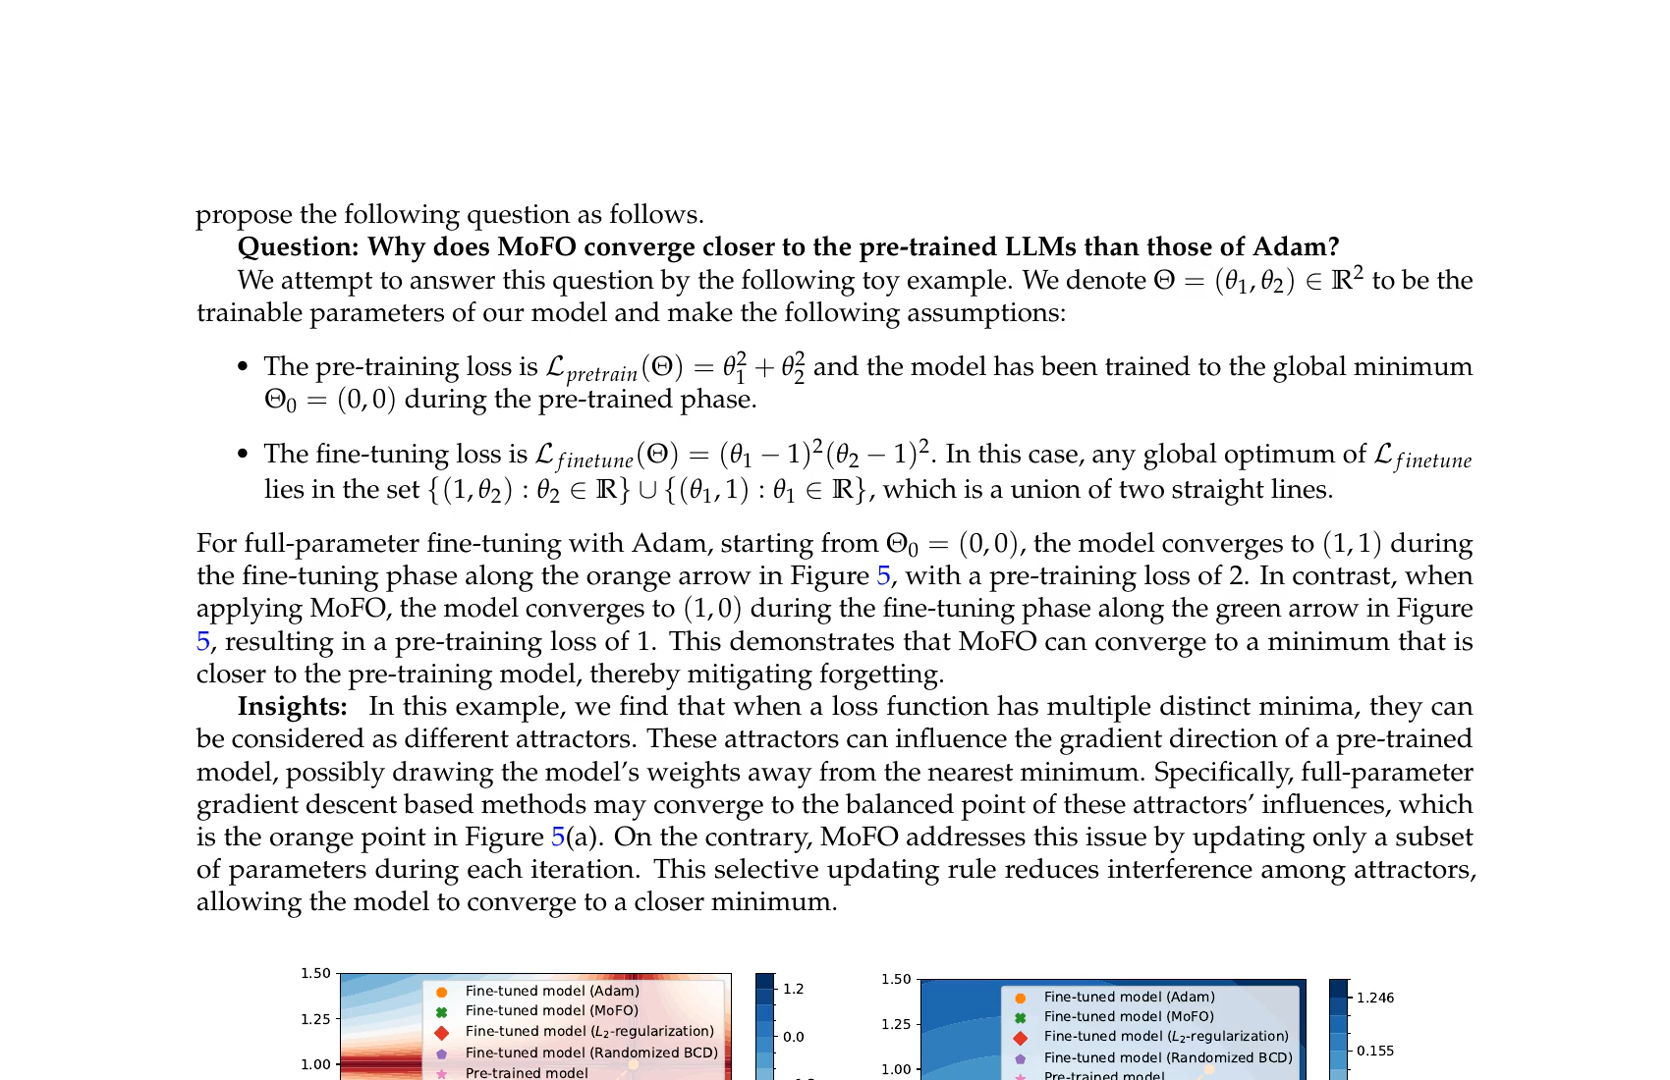 propose the following question as follows.
Question: Why does MoFO converge closer to the pre-trained LLMs than those of Adam?
We attempt to answer this question by the following toy example. We denote Θ = (θ₁, θ₂) ∈ ℝ² to be the
trainable parameters of our model and make the following assumptions:
• The pre-training loss is ℒ_pretrain(Θ) = θ₁² + θ₂² and the model has been trained to the global minimum
Θ₀ = (0, 0) during the pre-trained phase.
• The fine-tuning loss is ℒ_finetune(Θ) = (θ₁ − 1)²(θ₂ − 1)². In this case, any global optimum of ℒ_finetune
lies in the set {(1, θ₂) : θ₂ ∈ ℝ} ∪ {(θ₁, 1) : θ₁ ∈ ℝ}, which is a union of two straight lines.
For full-parameter fine-tuning with Adam, starting from Θ₀ = (0, 0), the model converges to (1, 1) during
the fine-tuning phase along the orange arrow in Figure 5, with a pre-training loss of 2. In contrast, when
applying MoFO, the model converges to (1, 0) during the fine-tuning phase along the green arrow in Figure
5, resulting in a pre-training loss of 1. This demonstrates that MoFO can converge to a minimum that is
closer to the pre-training model, thereby mitigating forgetting.
Insights: In this example, we find that when a loss function has multiple distinct minima, they can
be considered as different attractors. These attractors can influence the gradient direction of a pre-trained
model, possibly drawing the model's weights away from the nearest minimum. Specifically, full-parameter
gradient descent based methods may converge to the balanced point of these attractors' influences, which
is the orange point in Figure 5(a). On the contrary, MoFO addresses this issue by updating only a subset
of parameters during each iteration. This selective updating rule reduces interference among attractors,
allowing the model to converge to a closer minimum.
1.50
1.25
1.00
Fine-tuned model (Adam)
Fine-tuned model (MoFO)
Fine-tuned model (L₂-regularization)
Fine-tuned model (Randomized BCD)
Pre-trained model
1.2
0.0
1.50
1.25
1.00
Fine-tuned model (Adam)
Fine-tuned model (MoFO)
Fine-tuned model (L₂-regularization)
Fine-tuned model (Randomized BCD)
Pre-trained model
1.246
0.155